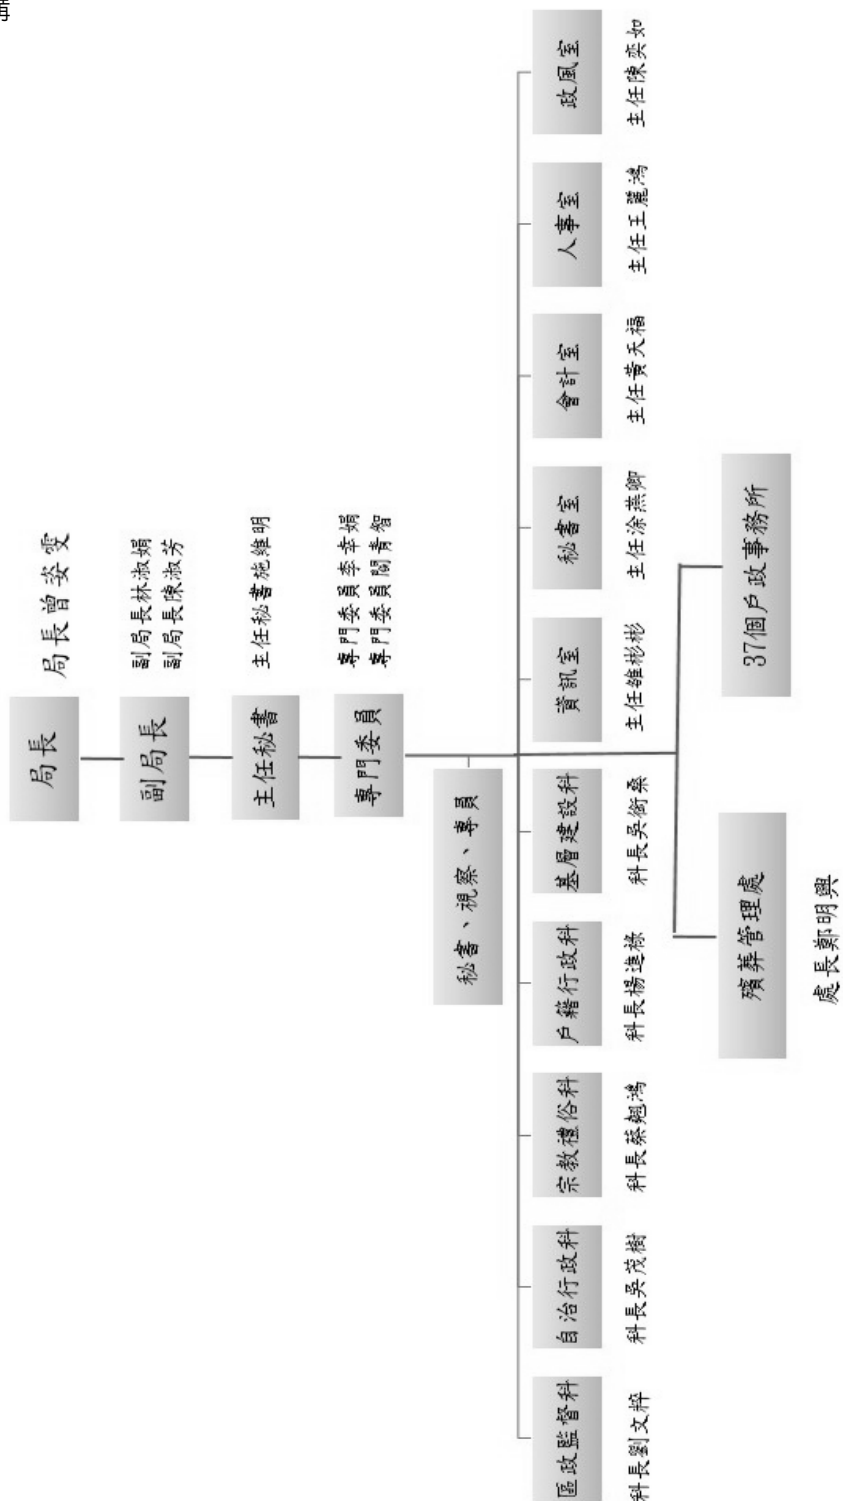 構
局長
局長曾姿雯
副局長
副局長林淑娟
副局長陳淑芳
主任秘書
主任秘書施維明
專門委員
專門委員李幸娟
專門委員關青智
秘書、視察、專員
區政監督科
科長劉文粹
自治行政科
科長吳茂樹
宗教禮俗科
科長蔡翹鴻
戶籍行政科
科長楊進祿
基層建設科
科長吳銜桑
資訊室
主任雒彬彬
秘書室
主任涂燕卿
會計室
主任黃天福
人事室
主任王麗鴻
政風室
主任陳奕如
殯葬管理處
處長鄭明興
37個戶政事務所